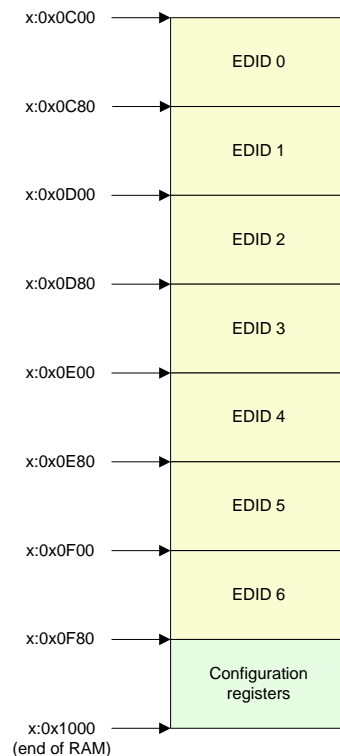 x:0x0C00
EDID 0
x:0x0C80
EDID 1
x:0x0D00
EDID 2
x:0x0D80
EDID 3
x:0x0E00
EDID 4
x:0x0E80
EDID 5
x:0x0F00
EDID 6
x:0x0F80
Configuration
registers
x:0x1000
(end of RAM)